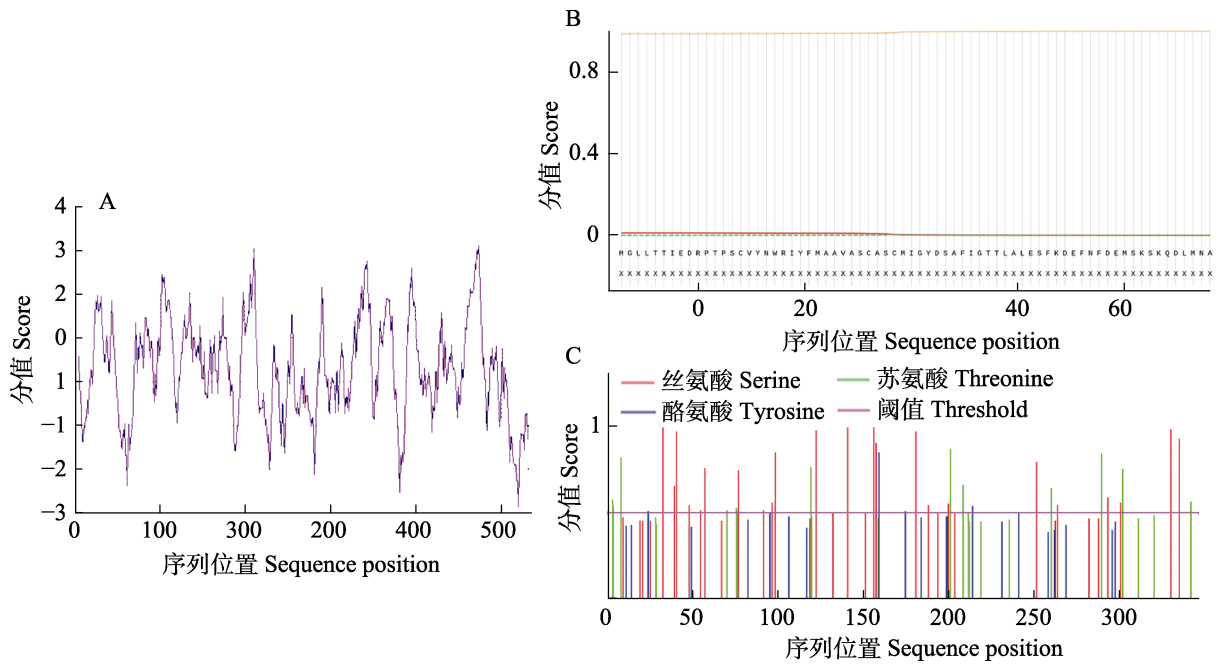 A
分值 Score
4
3
2
0
1
−1
−2
−3
0 100 300 200 400 500
序列位置 Sequence position
B
分值 Score
0.8
0.4
0
M G L L T T I E D R P T P S C V Y N W R I Y F M A A V A S C A S C M I G Y D S A F I G T T L A L E S F K D E F N F D E M S K S K Q D L M N A
X X X X X X X X X X X X X X X X X X X X X X X X X X X X X X X X X X X X X X X X X X X X X X X X X X X X X X X X X X X X X X X X X X X X X X
0 20 40 60
序列位置 Sequence position
C
丝氨酸 Serine 苏氨酸 Threonine
酪氨酸 Tyrosine 阈值 Threshold
分值 Score
1
0 50 100 150 200 250 300
序列位置 Sequence position